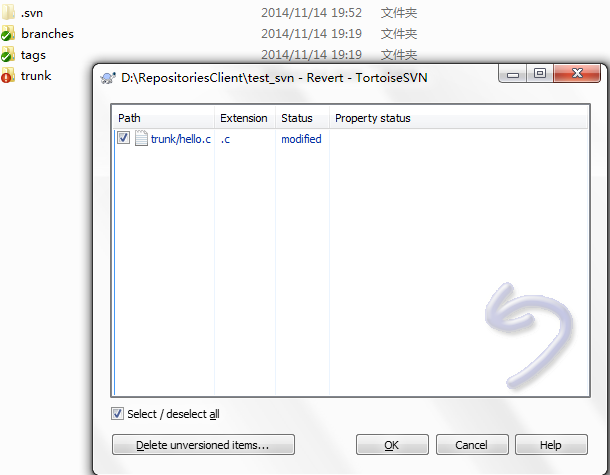 .svn 2014/11/14 19:52 文件夹
branches 2014/11/14 19:19 文件夹
tags 2014/11/14 19:19 文件夹
trunk
D:\RepositoriesClient\test_svn - Revert - TortoiseSVN
Path Extension Status Property status
trunk/hello.c .c modified
Select / deselect all
Delete unversioned items... OK Cancel Help